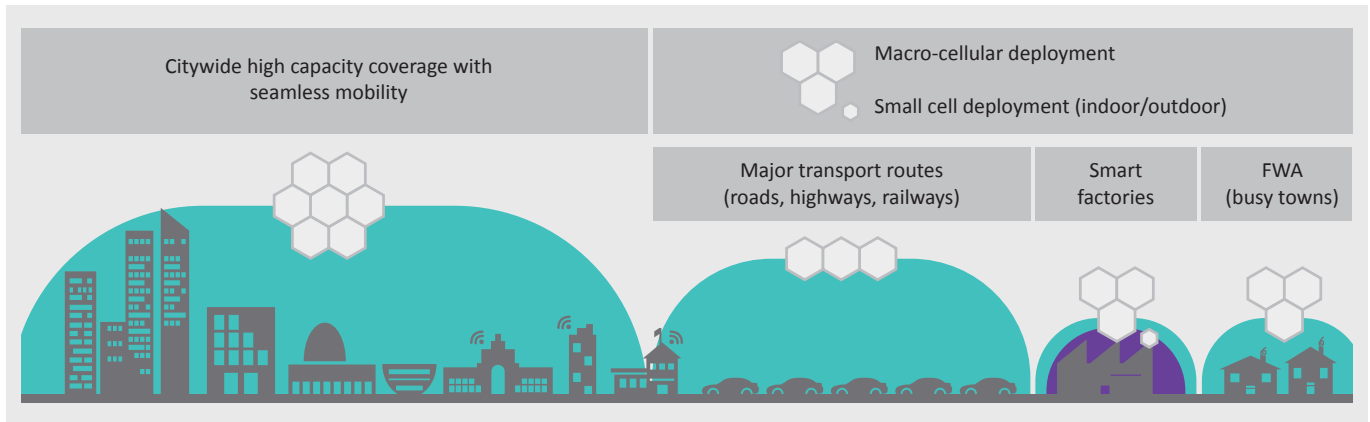 Citywide high capacity coverage with
seamless mobility
Macro-cellular deployment
Small cell deployment (indoor/outdoor)
Major transport routes
(roads, highways, railways)
Smart
factories
FWA
(busy towns)